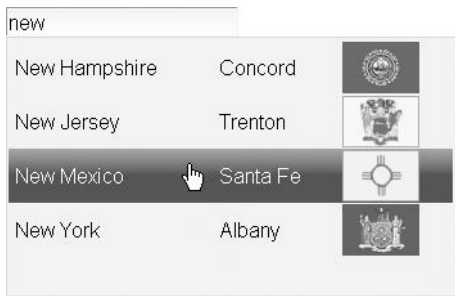 new
New Hampshire Concord
New Jersey Trenton
New Mexico Santa Fe
New York Albany